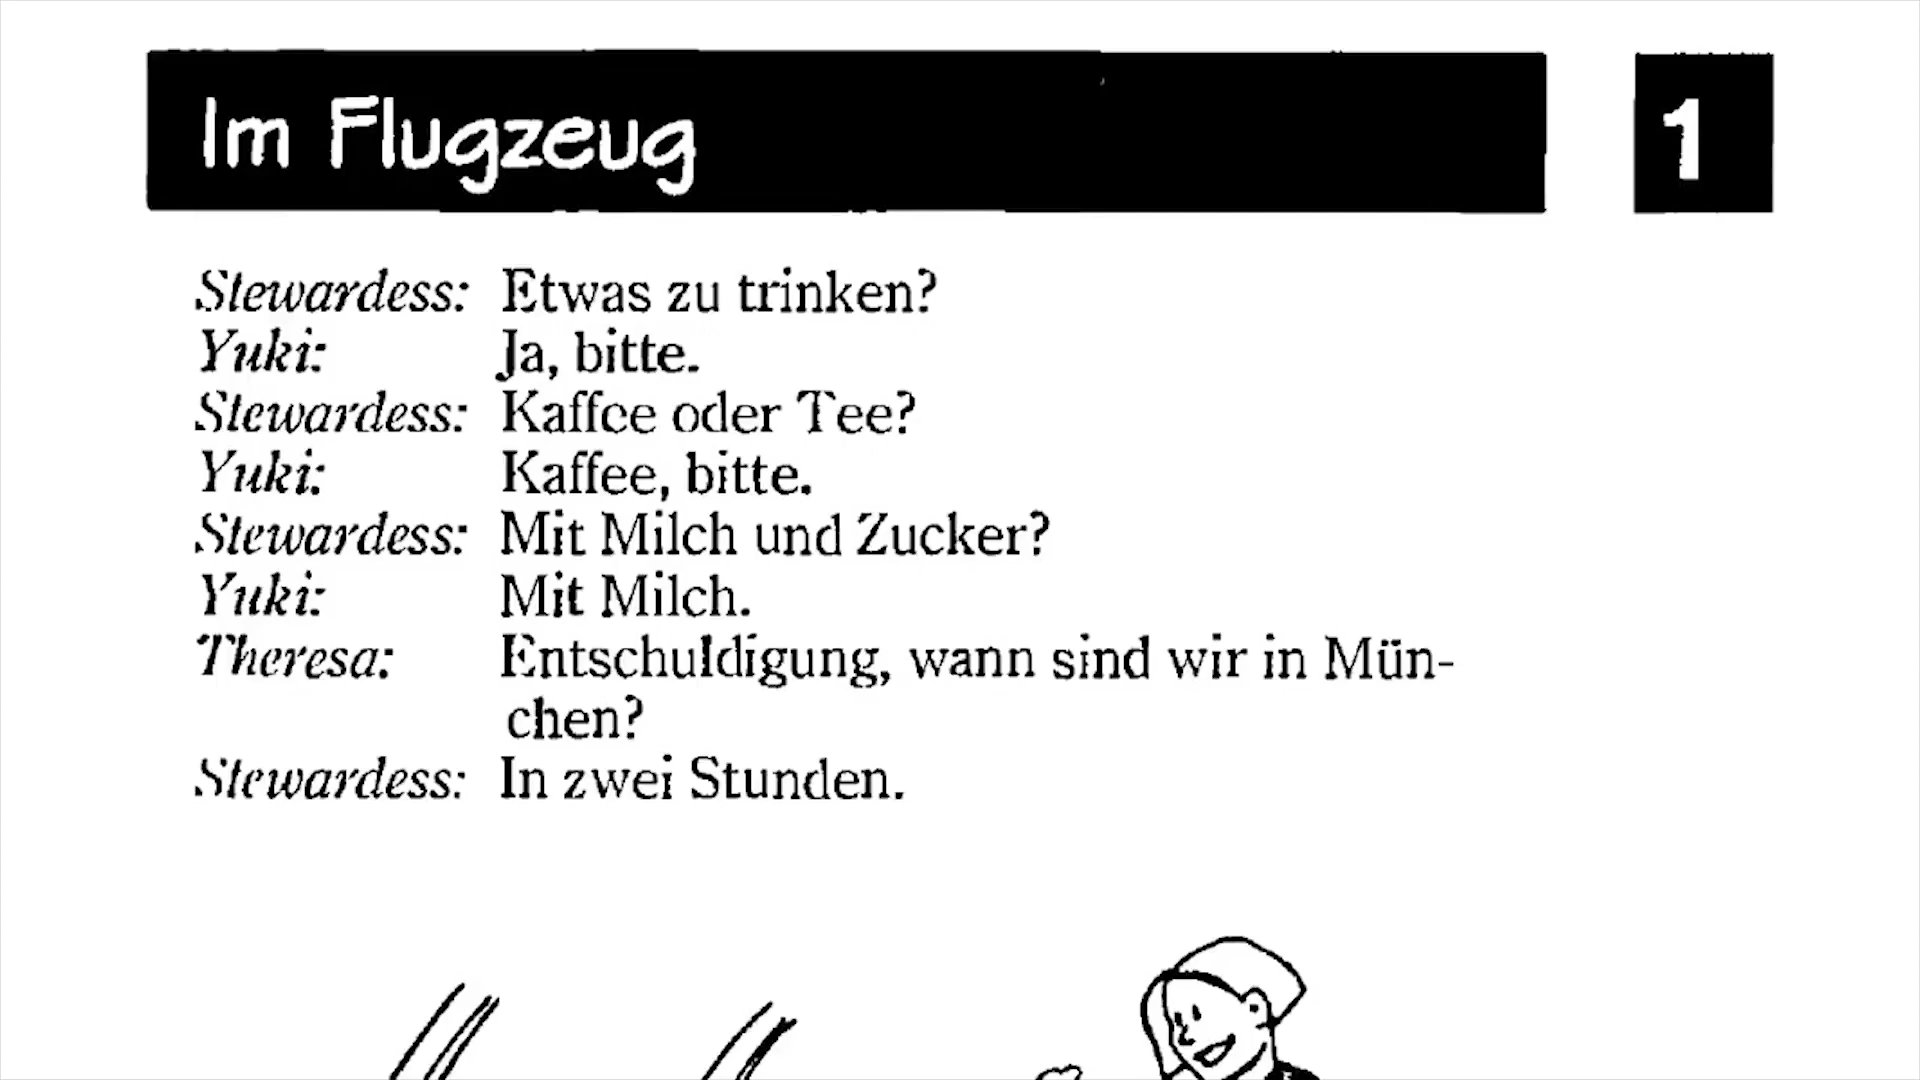 Im Flugzeug
1
Stewardess: Etwas zu trinken?
Yuki: Ja, bitte.
Stewardess: Kaffee oder Tee?
Yuki: Kaffee, bitte.
Stewardess: Mit Milch und Zucker?
Yuki: Mit Milch.
Theresa: Entschuldigung, wann sind wir in Mün-
chen?
Stewardess: In zwei Stunden.